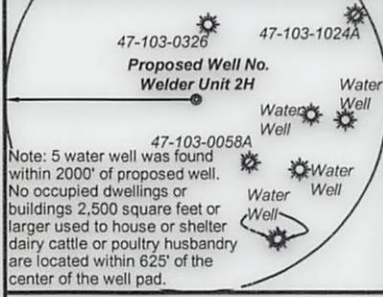 47-103-0326
47-103-1024A
Proposed Well No.
Welder Unit 2H
Water
Well
Water
Well
47-103-0058A
Note: 5 water well was found
within 2000' of proposed well.
No occupied dwellings or
buildings 2,500 square feet or
larger used to house or shelter
dairy cattle or poultry husbandry
are located within 625' of the
center of the well pad.
Water
Well
Water
Well